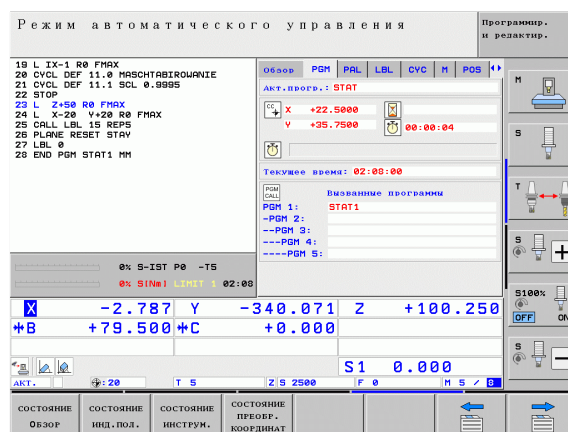 Режим автоматического управления
Программир.
и редактир.
19 L IX-1 R0 FMAX
20 CYCL DEF 11.0 MASCHTABIROWANIE
21 CYCL DEF 11.1 SCL 0.9995
22 STOP
23 L Z+50 R0 FMAX
24 L X-20 Y+20 R0 FMAX
25 CALL LBL 15 REP5
26 PLANE RESET STAY
27 LBL 0
28 END PGM STAT1 MM
Обзор PGM PAL LBL CYC M POS
Акт.прогр.: STAT
CC X +22.5000
Y +35.7500 00:00:04
Текущее время: 02:08:00
PGM CALL Вызванные программы
PGM 1: STAT1
-PGM 2:
--PGM 3:
---PGM 4:
----PGM 5:
0% S-IST P0 -T5
0% S[Nm] LIMIT 1 02:08
X -2.787 Y -340.071 Z +100.250
B +79.500 C +0.000
S1 0.000
АКТ. : 20 T 5 Z S 2500 F 0 M 5 / 8
M
S
T
S +
S100%
OFF ON
S -
СОСТОЯНИЕ ОБЗОР
СОСТОЯНИЕ ИНД.ПОЛ.
СОСТОЯНИЕ ИНСТРУМ.
СОСТОЯНИЕ ПРЕОБР. КООРДИНАТ